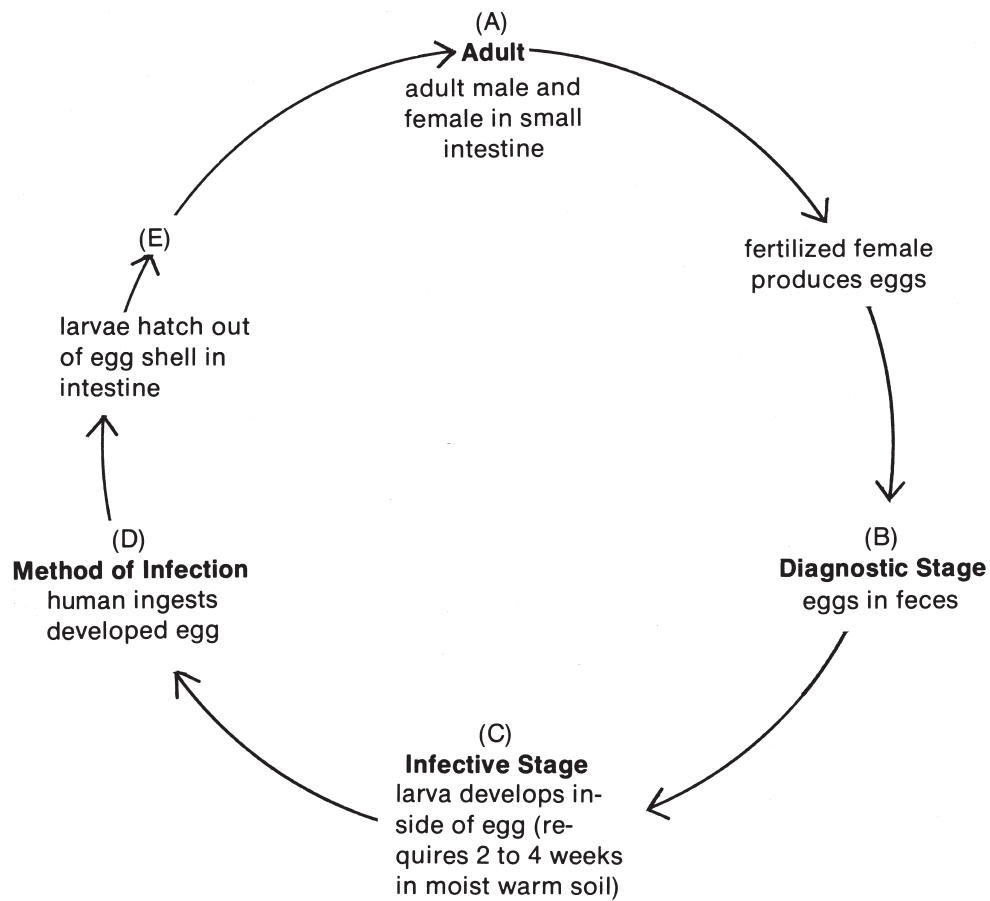 (A)
Adult
adult male and
female in small
intestine
fertilized female
produces eggs
(B)
Diagnostic Stage
eggs in feces
(C)
Infective Stage
larva develops in-
side of egg (re-
quires 2 to 4 weeks
in moist warm soil)
(D)
Method of Infection
human ingests
developed egg
larvae hatch out
of egg shell in
intestine
(E)